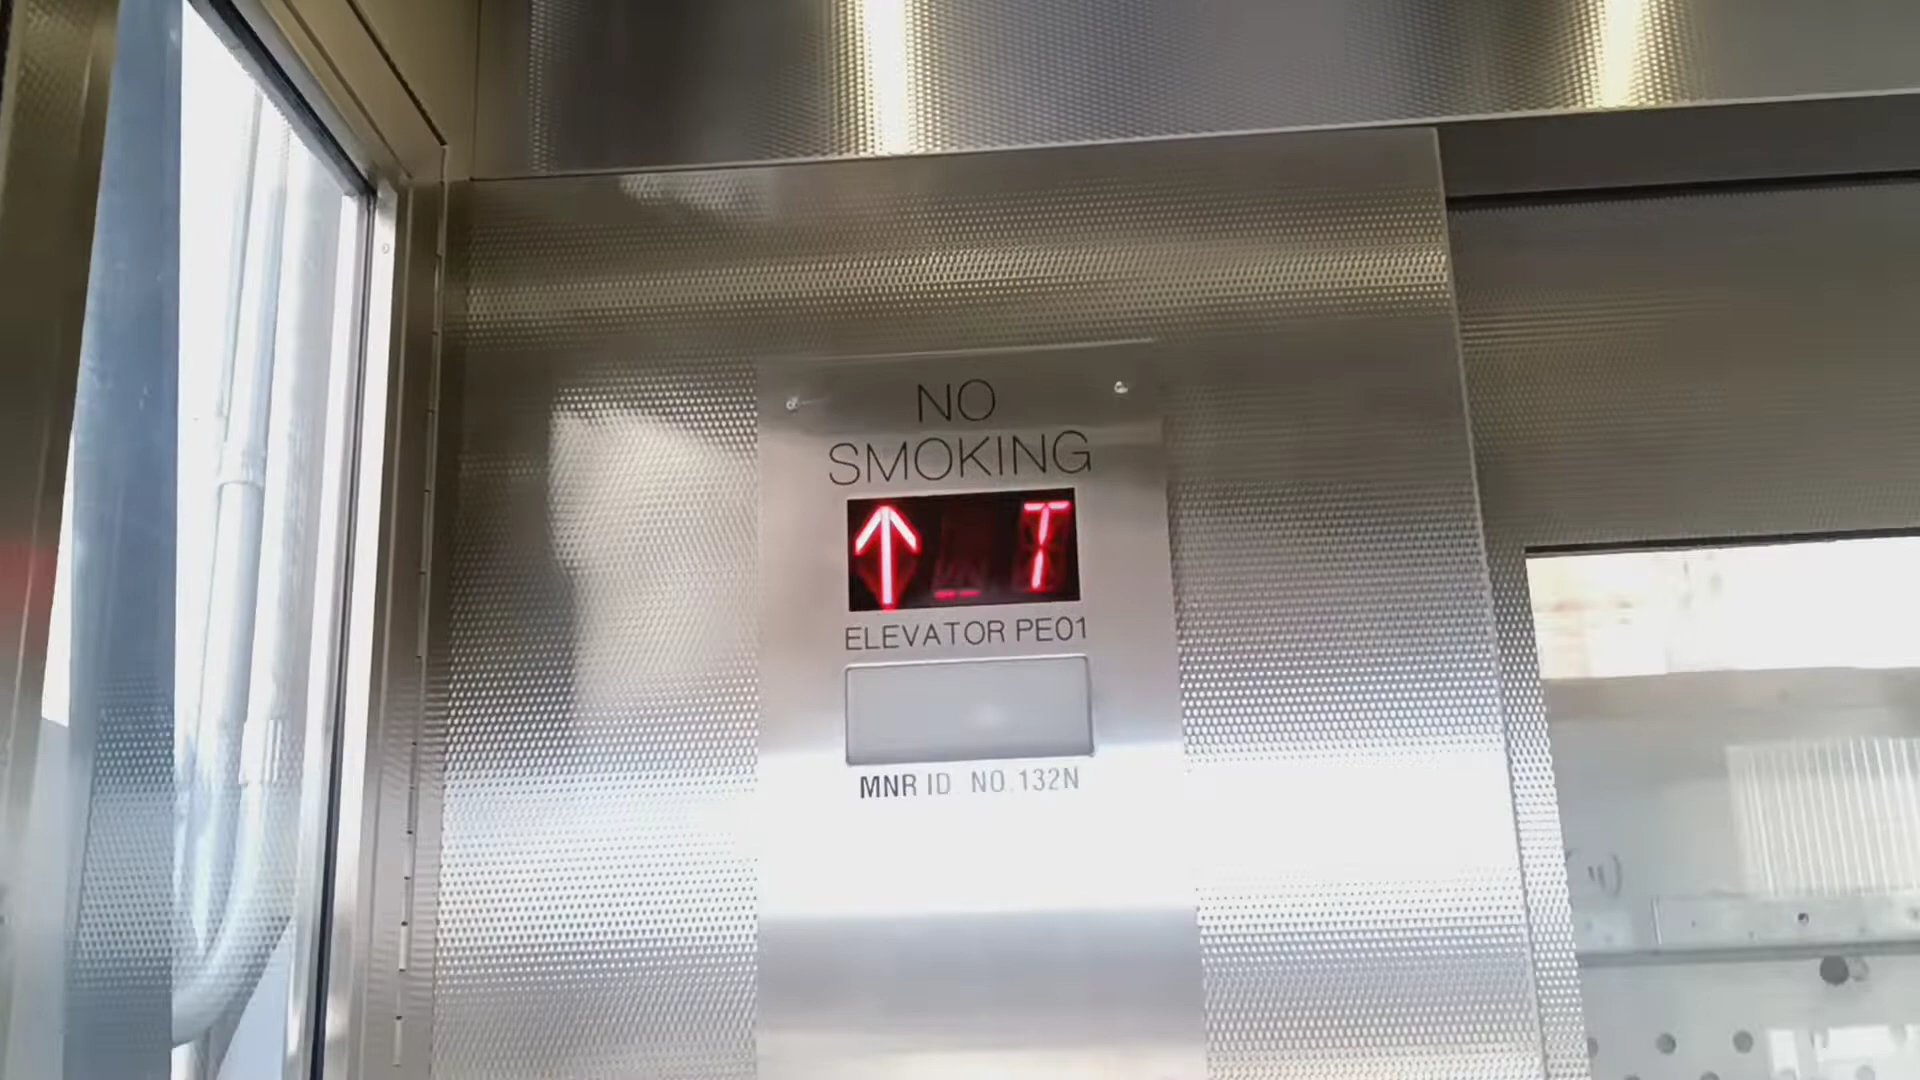 NO
SMOKING
↑ _ T
ELEVATOR PE01
MNR ID NO.132N